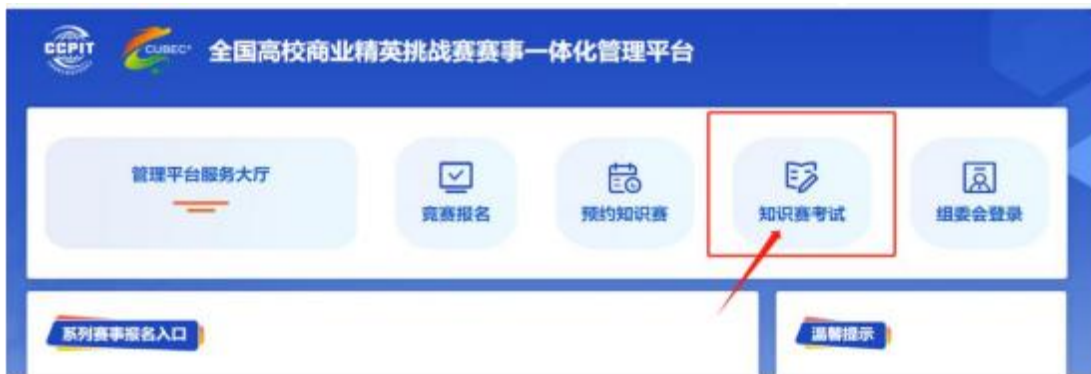 CCPIT
CUBEC
全国高校商业精英挑战赛赛事一体化管理平台
管理平台服务大厅
竞赛报名
预约知识赛
知识赛考试
组委会登录
系列赛事报名入口
温馨提示